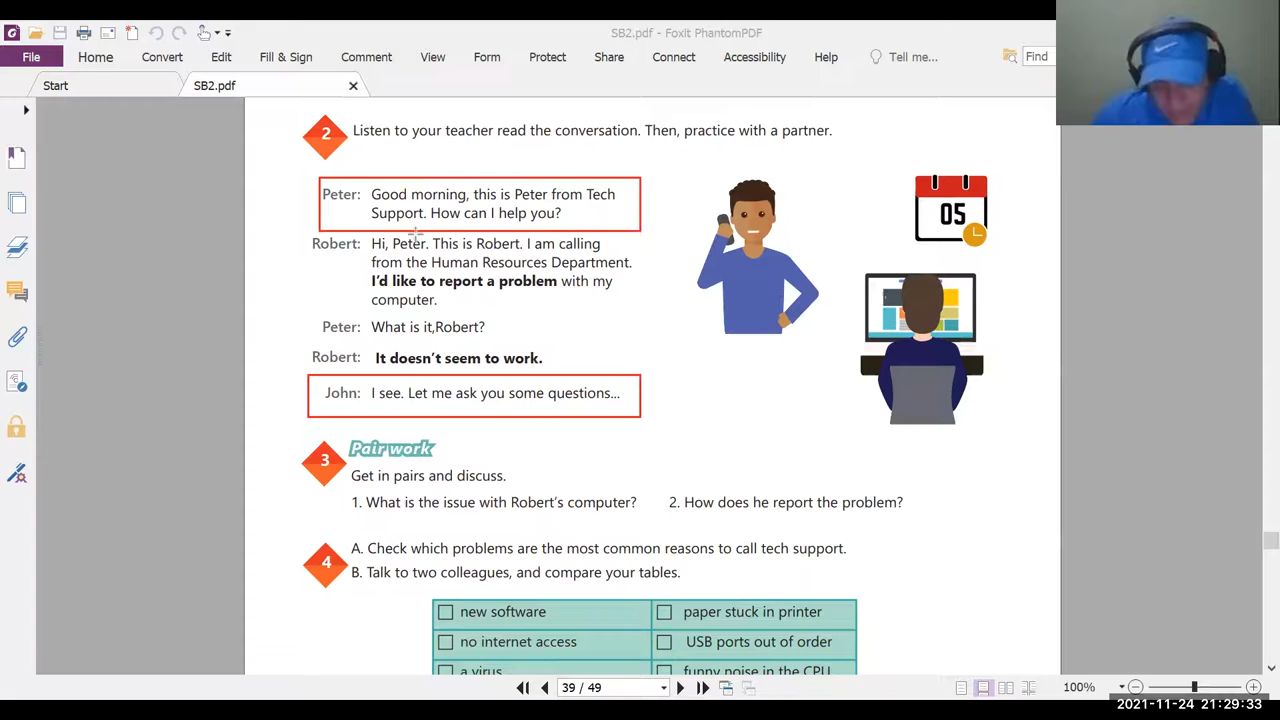 SB2.pdf - Foxit PhantomPDF
File Home Convert Edit Fill & Sign Comment View Form Protect Share Connect Accessibility Help Tell me... Find
Start SB2.pdf
2 Listen to your teacher read the conversation. Then, practice with a partner.
Peter: Good morning, this is Peter from Tech
Support. How can I help you?
Robert: Hi, Peter. This is Robert. I am calling
from the Human Resources Department.
I'd like to report a problem with my
computer.
Peter: What is it,Robert?
Robert: It doesn't seem to work.
John: I see. Let me ask you some questions...
05
3 Pair work
Get in pairs and discuss.
1. What is the issue with Robert's computer? 2. How does he report the problem?
4 A. Check which problems are the most common reasons to call tech support.
B. Talk to two colleagues, and compare your tables.
new software paper stuck in printer
no internet access USB ports out of order
a virus funny noise in the CPU
39 / 49 100%
2021-11-24 21:29:33